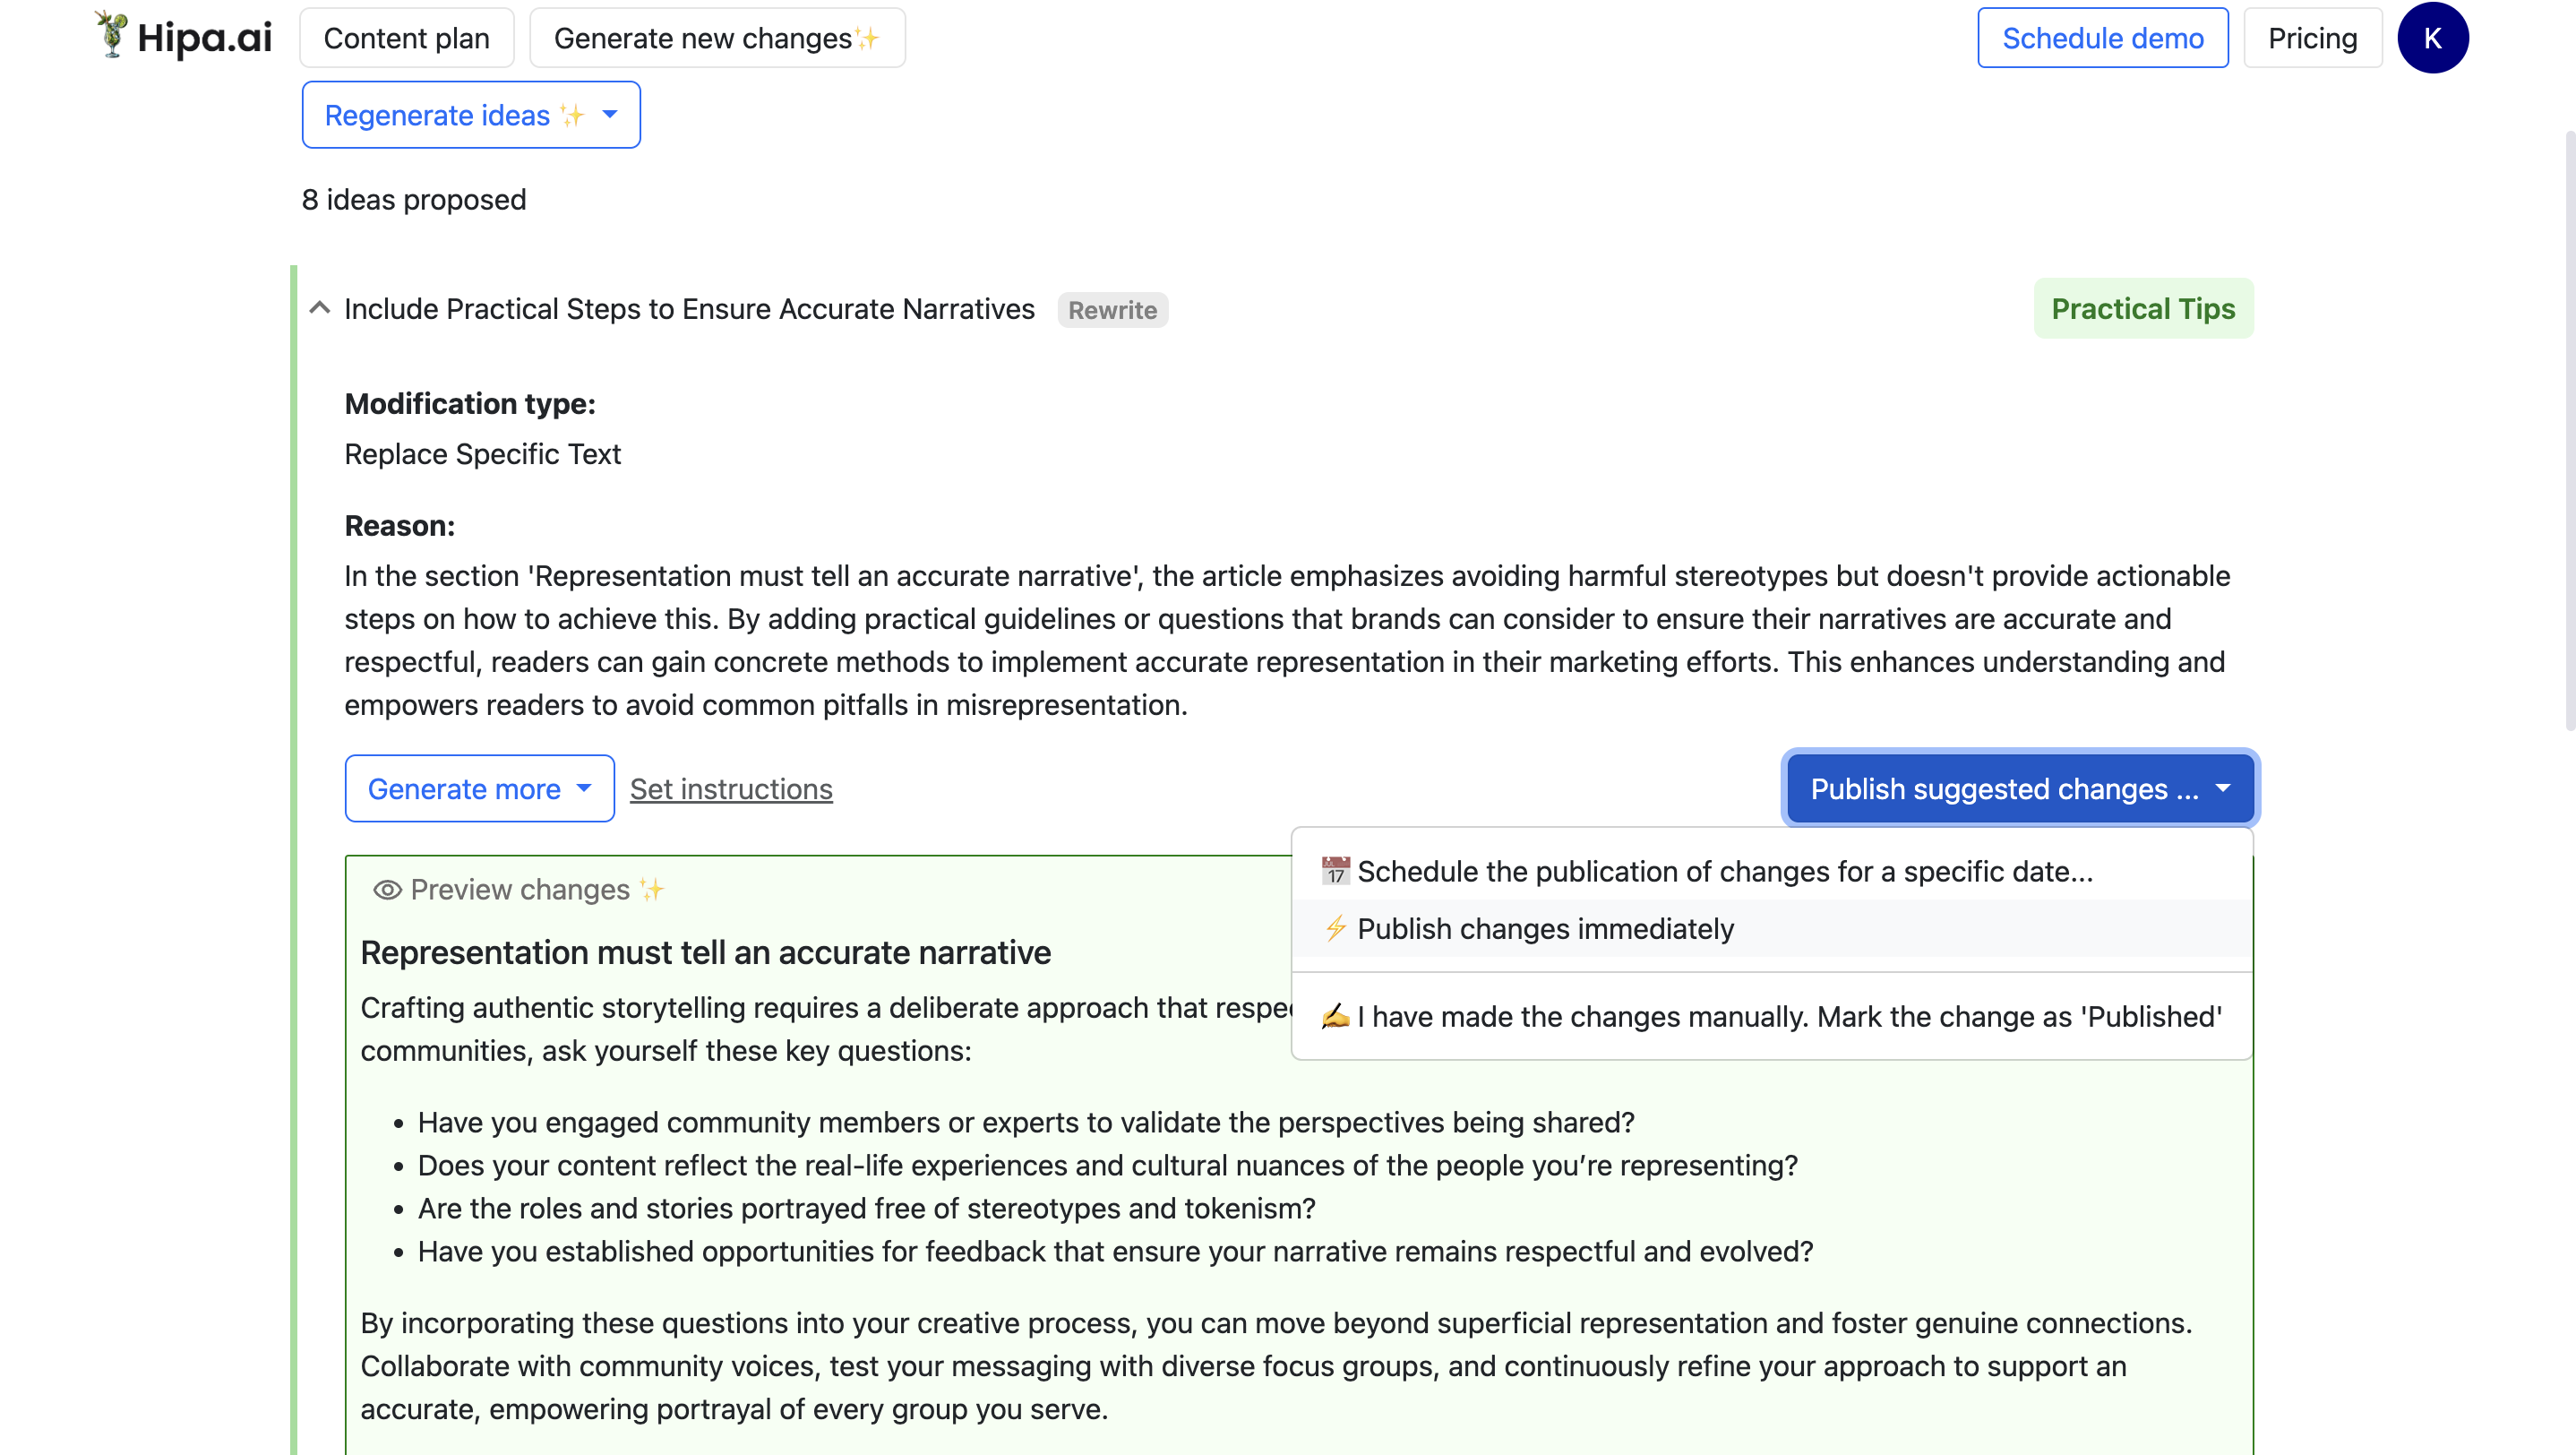 Hipa.ai
Content plan
Generate new changes✨
Schedule demo
Pricing
K
Regenerate ideas ✨
8 ideas proposed
Include Practical Steps to Ensure Accurate Narratives
Rewrite
Practical Tips
Modification type:
Replace Specific Text
Reason:
In the section 'Representation must tell an accurate narrative', the article emphasizes avoiding harmful stereotypes but doesn't provide actionable
steps on how to achieve this. By adding practical guidelines or questions that brands can consider to ensure their narratives are accurate and
respectful, readers can gain concrete methods to implement accurate representation in their marketing efforts. This enhances understanding and
empowers readers to avoid common pitfalls in misrepresentation.
Generate more
Set instructions
Publish suggested changes ...
📅 Schedule the publication of changes for a specific date...
⚡ Publish changes immediately
✍️ I have made the changes manually. Mark the change as 'Published'
Preview changes ✨
Representation must tell an accurate narrative
Crafting authentic storytelling requires a deliberate approach that
communities, ask yourself these key questions:
• Have you engaged community members or experts to validate the perspectives being shared?
• Does your content reflect the real-life experiences and cultural nuances of the people you’re representing?
• Are the roles and stories portrayed free of stereotypes and tokenism?
• Have you established opportunities for feedback that ensure your narrative remains respectful and evolved?
By incorporating these questions into your creative process, you can move beyond superficial representation and foster genuine connections.
Collaborate with community voices, test your messaging with diverse focus groups, and continuously refine your approach to support an
accurate, empowering portrayal of every group you serve.